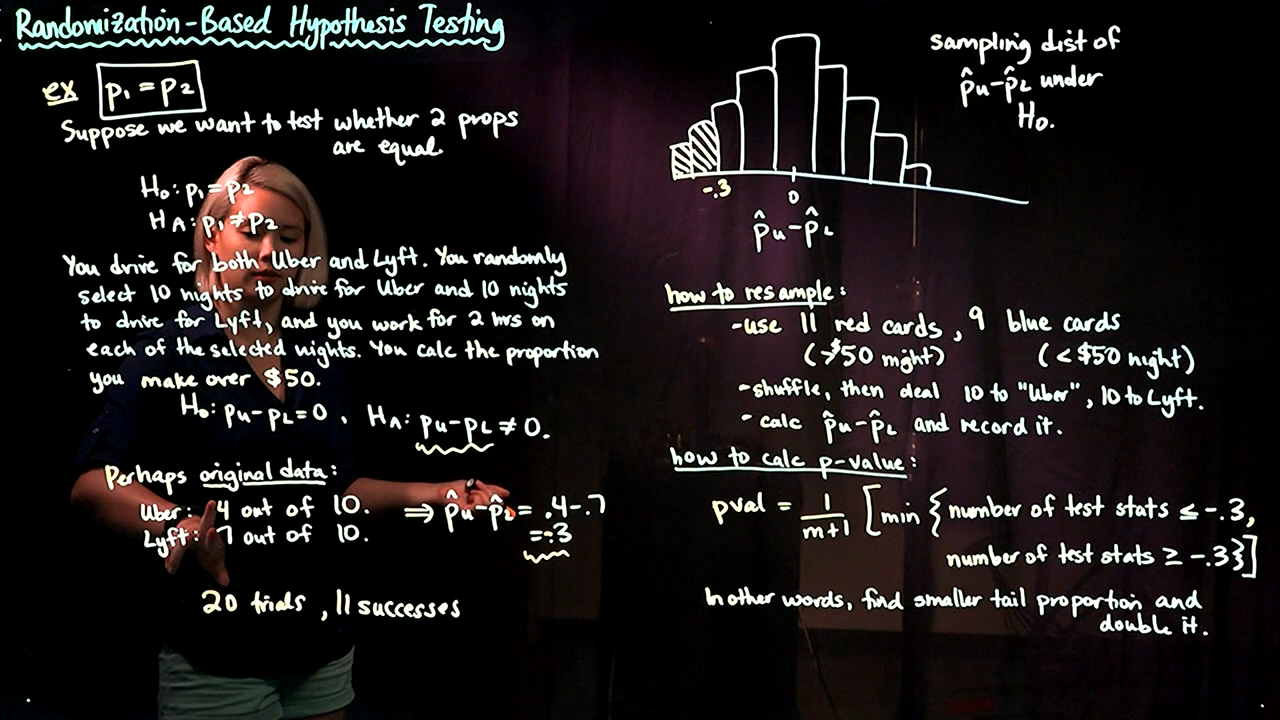 Randomization-Based Hypothesis Testing
ex p₁ = p₂
Suppose we want to test whether 2 props
are equal.
H₀: p₁ = p₂
HA: p₁ ≠ p₂
You drive for both Uber and Lyft. You randomly
select 10 nights to drive for Uber and 10 nights
to drive for Lyft, and you work for 2 hrs on
each of the selected nights. You calc the proportion
you make over $50.
H₀: pu-pL=0, HA: pu-pL ≠ 0.
Perhaps original data:
Uber: 4 out of 10. ⇒ p̂u-p̂L = .4-.7
Lyft: 7 out of 10. =-.3
20 trials, 11 successes
sampling dist of
p̂u-p̂L under
H₀.
-.3 0
p̂u-p̂L
how to resample:
-use 11 red cards, 9 blue cards
(>$50 night) (<$50 night)
-shuffle, then deal 10 to "Uber", 10 to Lyft.
- calc p̂u-p̂L and record it.
how to calc p-value:
pval = 1/(m+1) [min {number of test stats ≤ -.3,
number of test stats ≥ -.3}]
In other words, find smaller tail proportion and
double it.